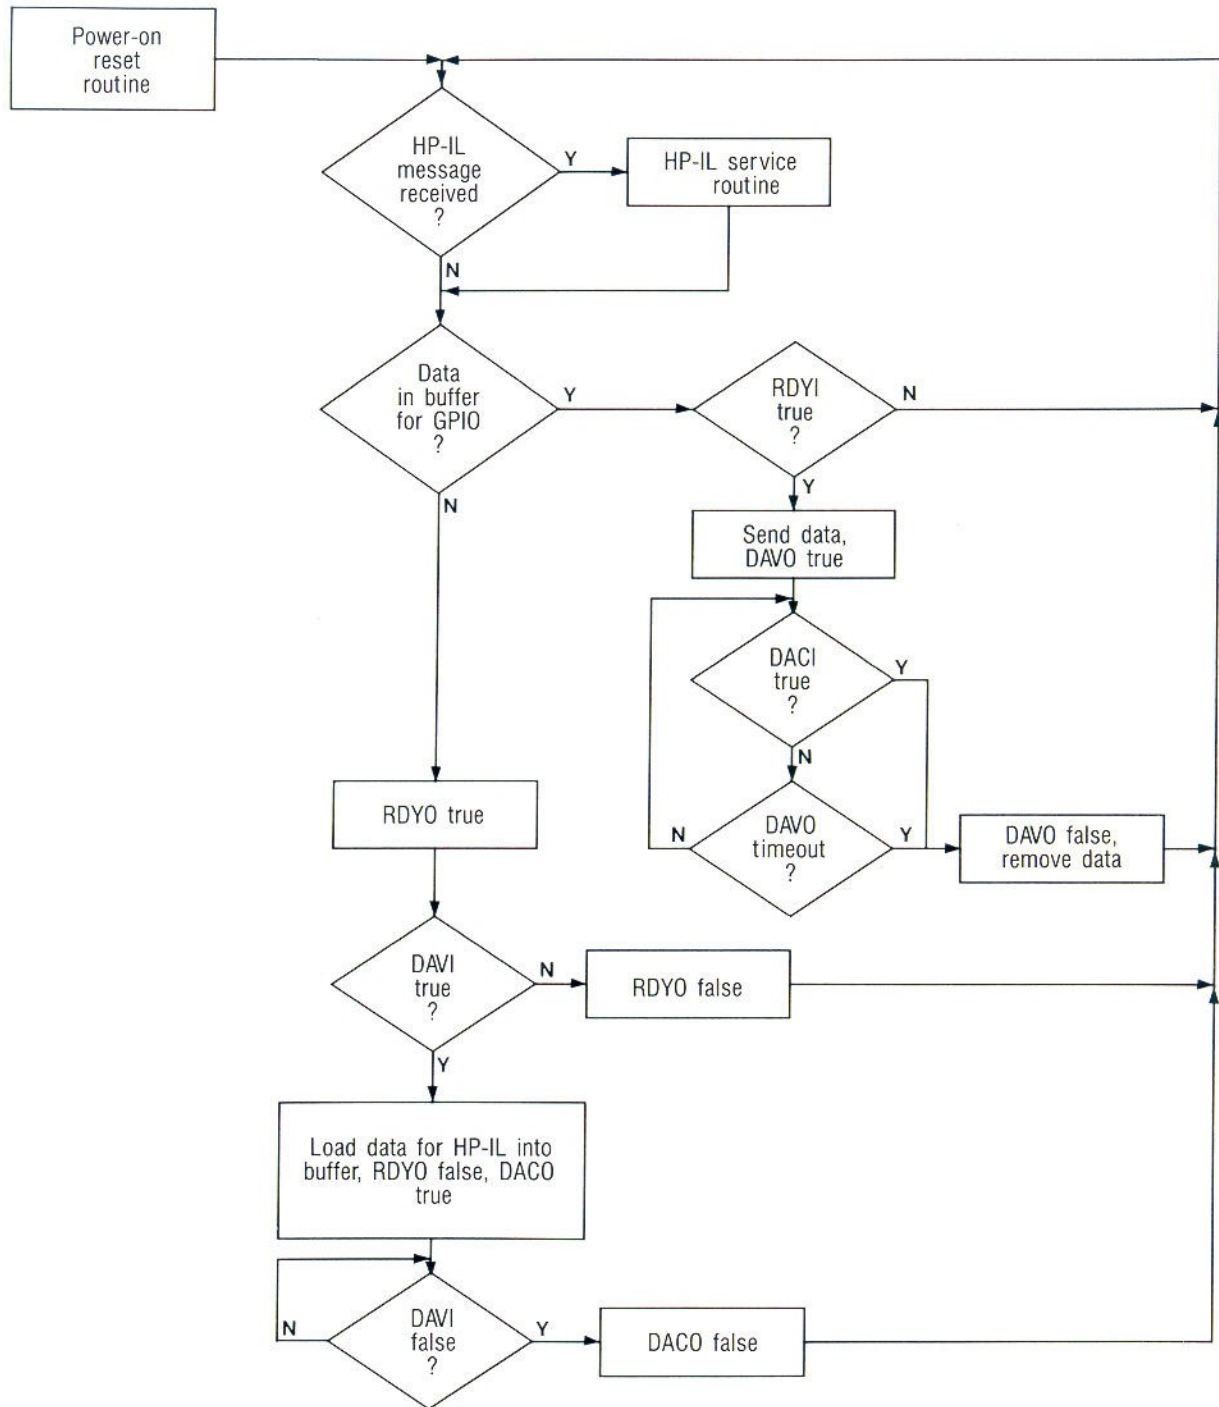 Power-on
reset
routine
HP-IL
message
received
?
Y
HP-IL service
routine
N
Data
in buffer
for GPIO
?
Y
RDYI
true
?
N
Y
N
Send data,
DAVO true
DACI
true
?
Y
N
RDYO true
DAVO
timeout
?
N
Y
DAVO false,
remove data
DAVI
true
?
N
RDYO false
Y
Load data for HP-IL into
buffer, RDYO false, DACO
true
DAVI
false
?
N
Y
DACO false